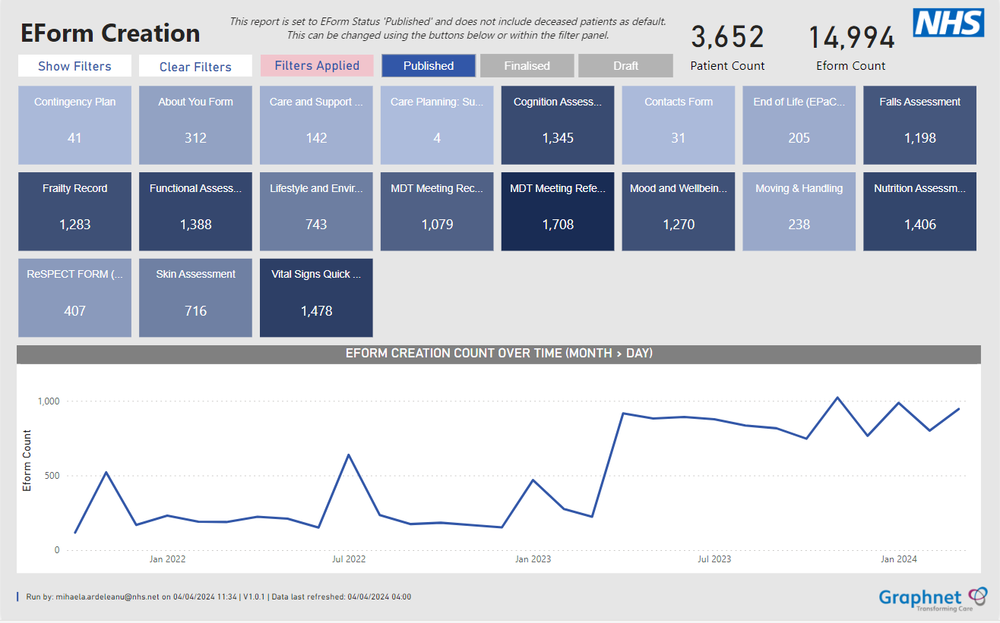 EForm Creation
This report is set to EForm Status 'Published' and does not include deceased patients as default.
This can be changed using the buttons below or within the filter panel.
3,652
Patient Count
14,994
Eform Count
NHS
Show Filters
Clear Filters
Filters Applied
Published
Finalised
Draft
Contingency Plan
41
About You Form
312
Care and Support ...
142
Care Planning: Su...
4
Cognition Assess...
1,345
Contacts Form
31
End of Life (EPaC...
205
Falls Assessment
1,198
Frailty Record
1,283
Functional Assess...
1,388
Lifestyle and Envir...
743
MDT Meeting Rec...
1,079
MDT Meeting Refe...
1,708
Mood and Wellbein...
1,270
Moving & Handling
238
Nutrition Assessm...
1,406
ReSPECT FORM (...
407
Skin Assessment
716
Vital Signs Quick ...
1,478
EFORM CREATION COUNT OVER TIME (MONTH > DAY)
Eform Count
1,000
500
0
Jan 2022
Jul 2022
Jan 2023
Jul 2023
Jan 2024
Run by: mihaela.ardeleanu@nhs.net on 04/04/2024 11:34 | V1.0.1 | Data last refreshed: 04/04/2024 04:00
Graphnet
Transforming Care